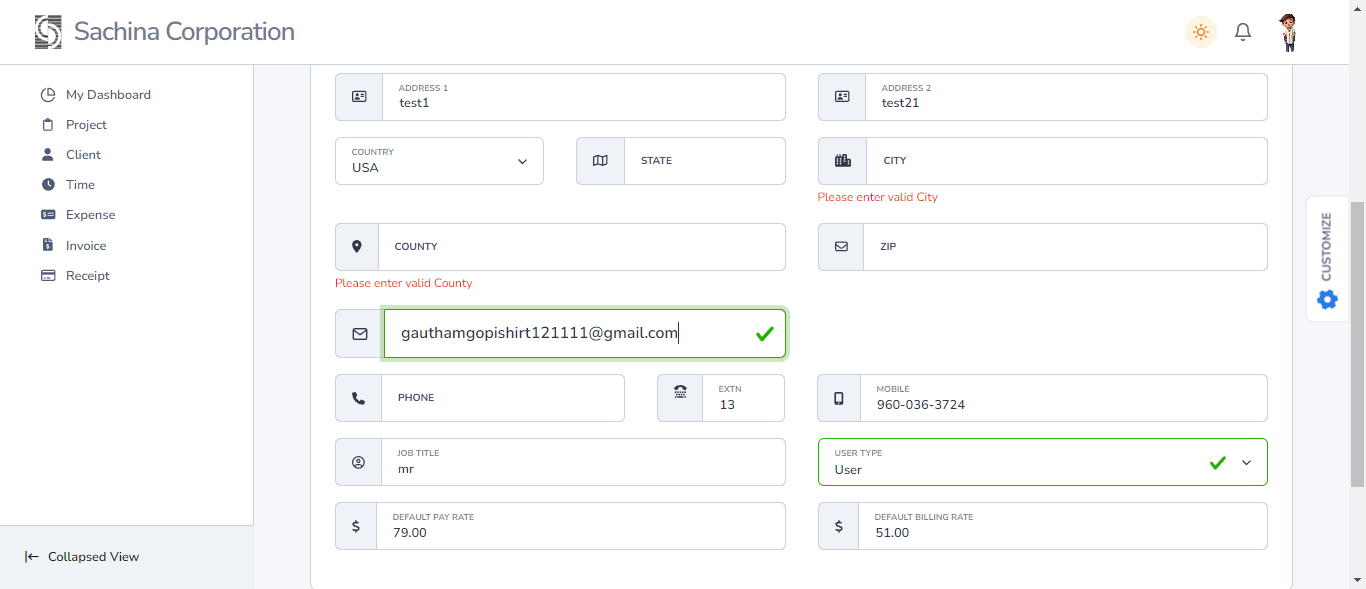 Sachina Corporation
My Dashboard
Project
Client
Time
Expense
Invoice
Receipt
Collapsed View
ADDRESS 1
test1
ADDRESS 2
test21
COUNTRY
USA
STATE
CITY
Please enter valid City
COUNTY
Please enter valid County
ZIP
gauthamgopishirt121111@gmail.com
PHONE
EXTN
13
MOBILE
960-036-3724
JOB TITLE
mr
USER TYPE
User
DEFAULT PAY RATE
79.00
DEFAULT BILLING RATE
51.00
CUSTOMIZE